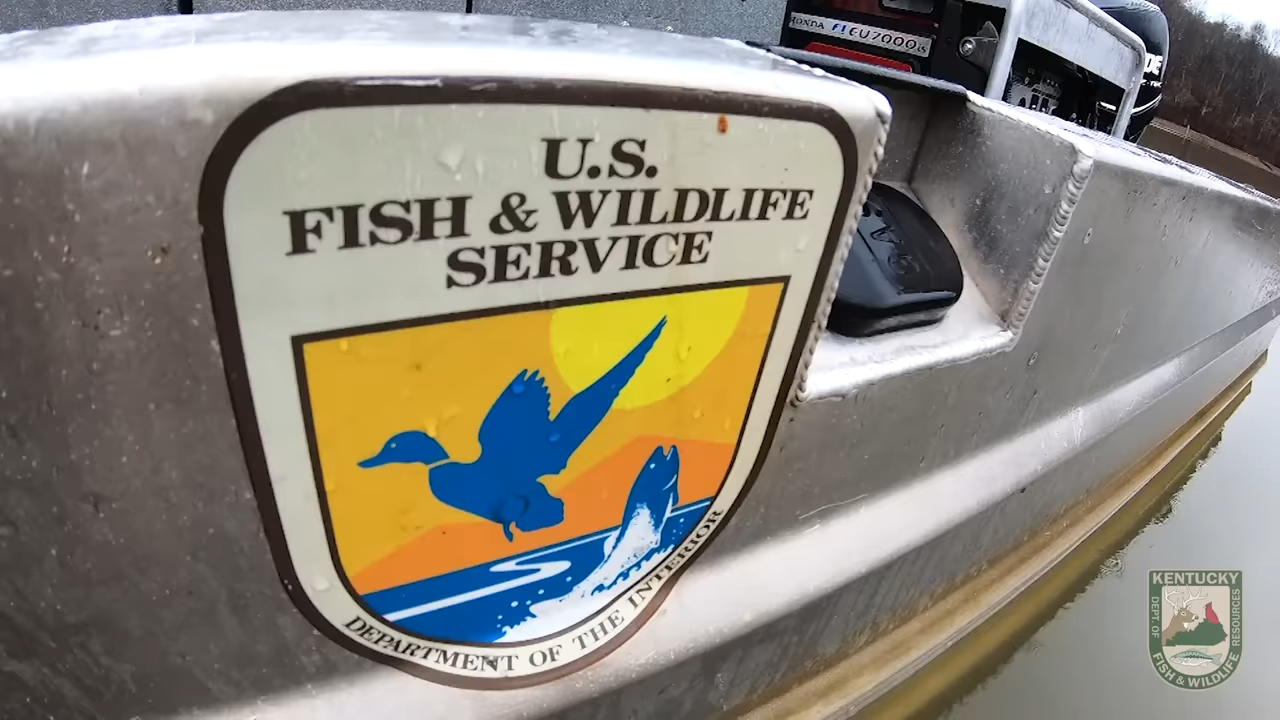 U.S.
FISH & WILDLIFE
SERVICE
DEPARTMENT OF THE INTERIOR
HONDA EU7000is
KENTUCKY
DEPT. OF
FISH & WILDLIFE
RESOURCES